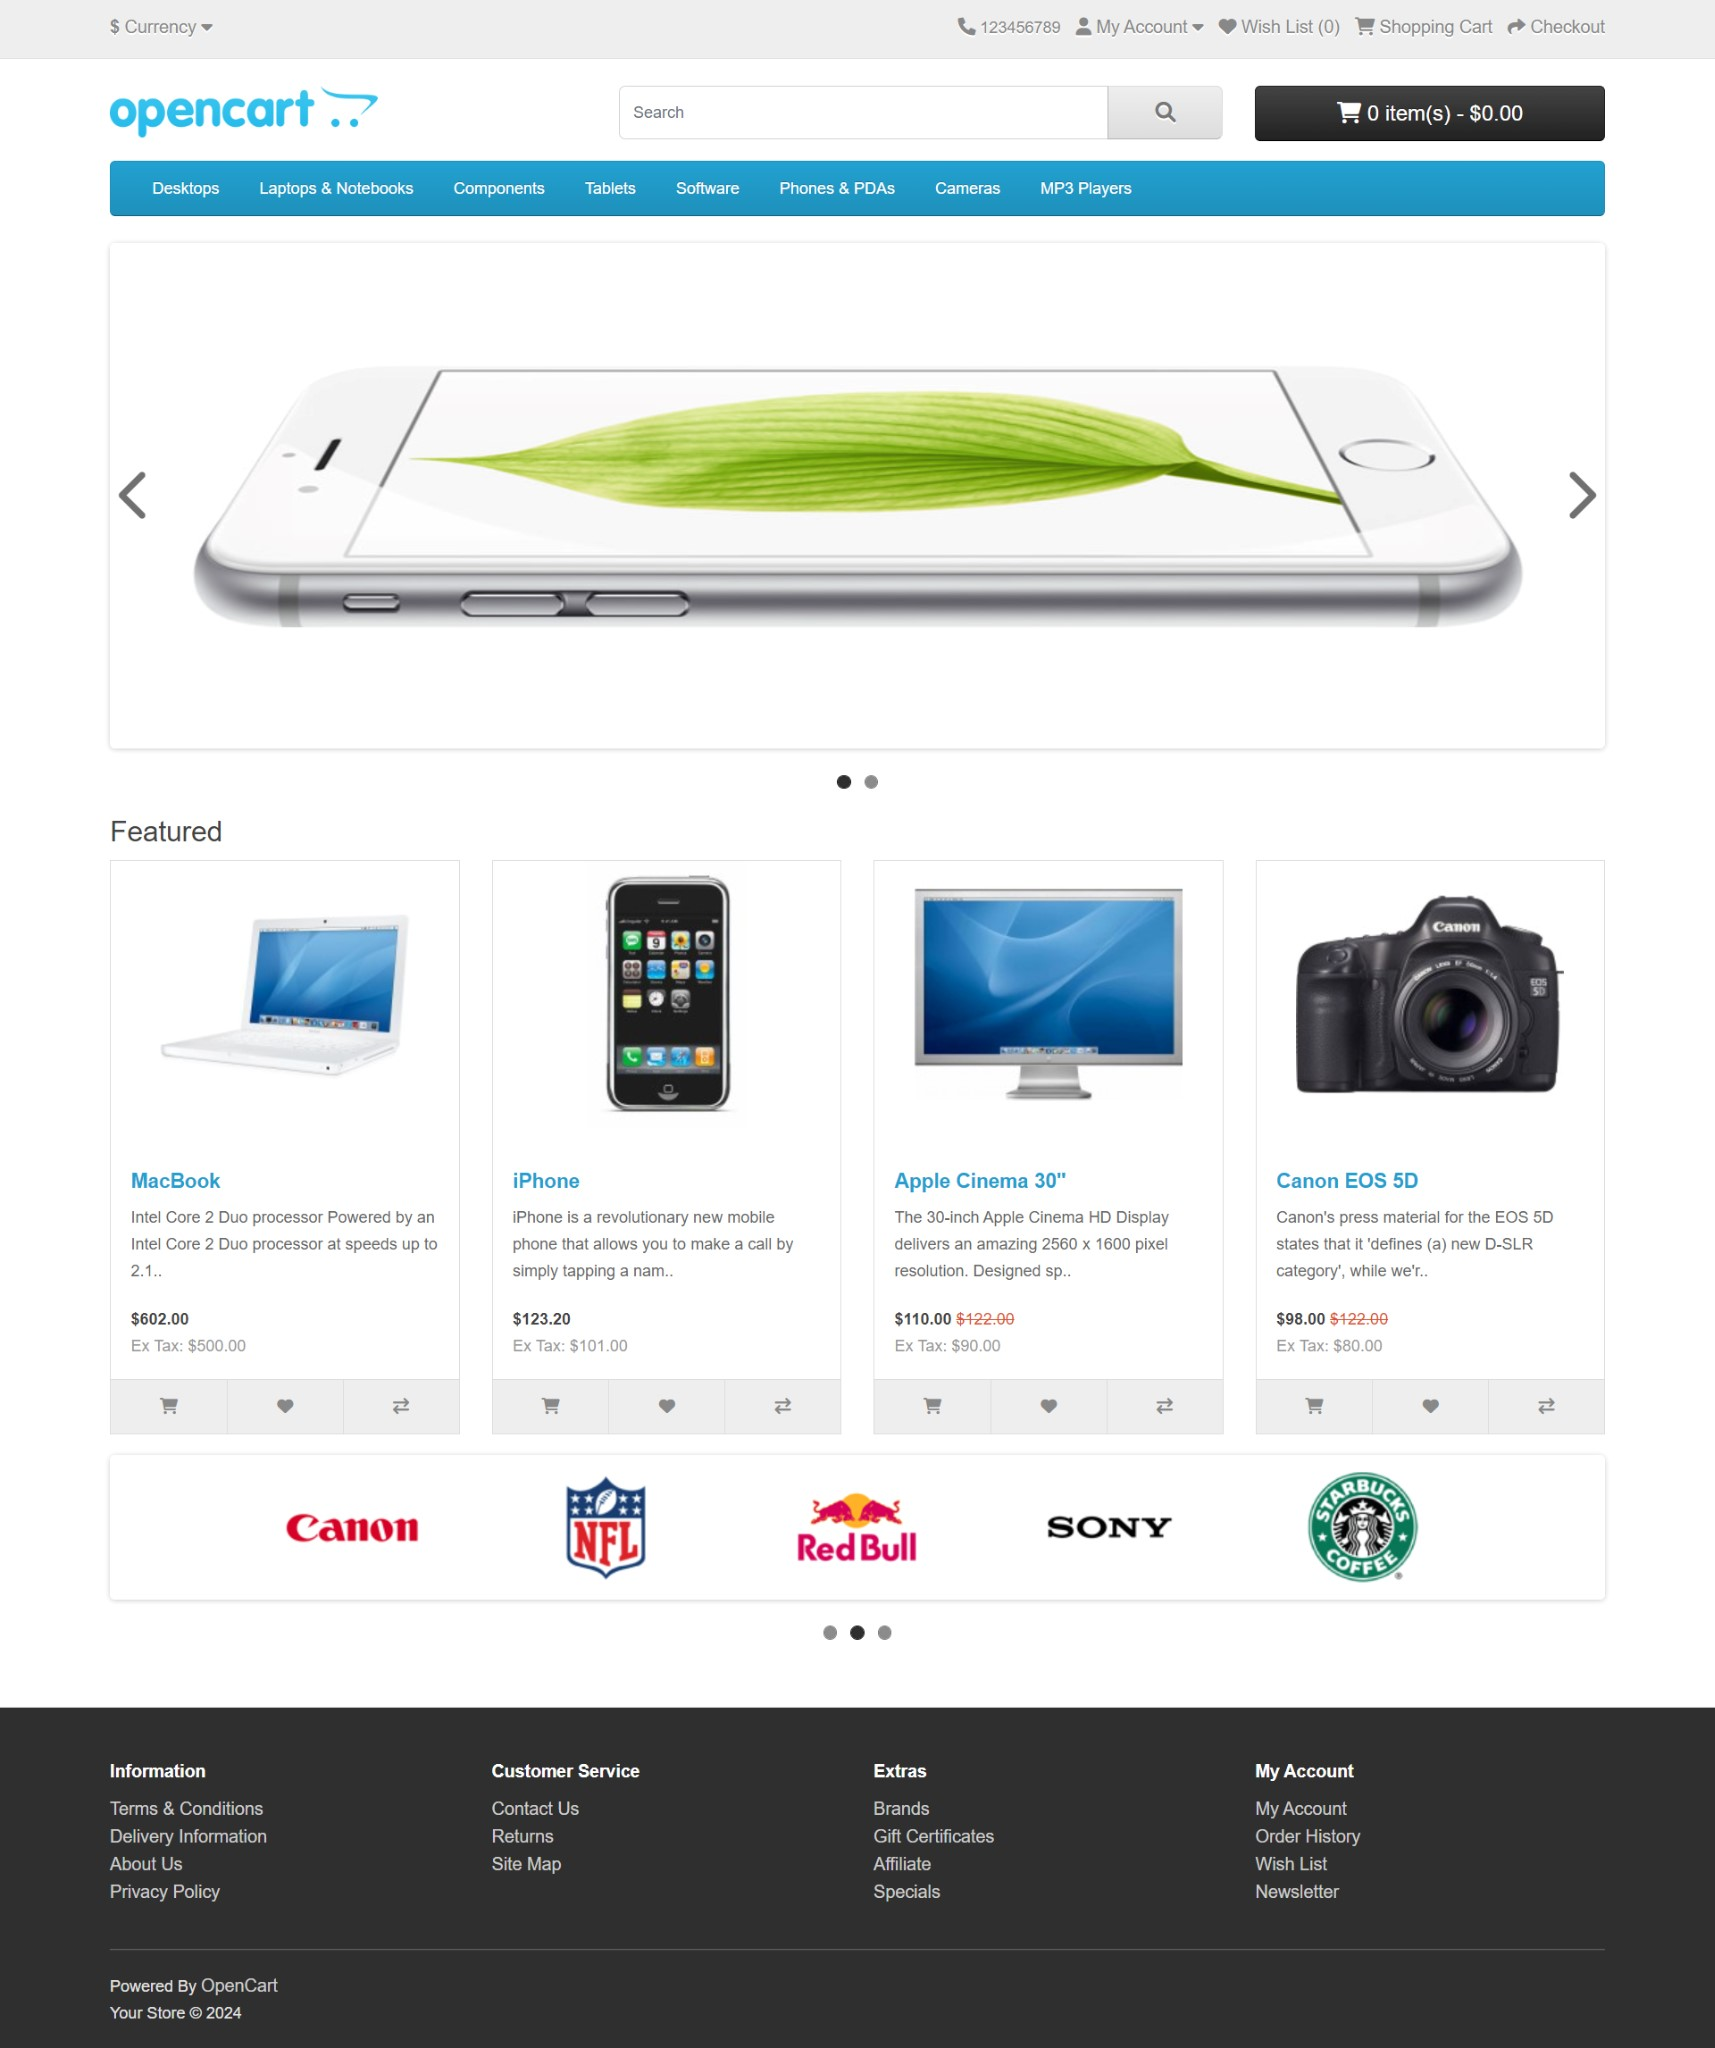 $ Currency
123456789 My Account Wish List (0) Shopping Cart Checkout
opencart
Search
0 item(s) - $0.00
Desktops Laptops & Notebooks Components Tablets Software Phones & PDAs Cameras MP3 Players
Featured
MacBook
Intel Core 2 Duo processor Powered by an
Intel Core 2 Duo processor at speeds up to
2.1..
$602.00
Ex Tax: $500.00
iPhone
iPhone is a revolutionary new mobile
phone that allows you to make a call by
simply tapping a nam..
$123.20
Ex Tax: $101.00
Apple Cinema 30"
The 30-inch Apple Cinema HD Display
delivers an amazing 2560 x 1600 pixel
resolution. Designed sp..
$110.00 $122.00
Ex Tax: $90.00
Canon
EOS
5D
Canon EOS 5D
Canon's press material for the EOS 5D
states that it 'defines (a) new D-SLR
category', while we'r..
$98.00 $122.00
Ex Tax: $80.00
Canon
NFL
Red Bull
SONY
STARBUCKS
COFFEE
®
Information
Terms & Conditions
Delivery Information
About Us
Privacy Policy
Customer Service
Contact Us
Returns
Site Map
Extras
Brands
Gift Certificates
Affiliate
Specials
My Account
My Account
Order History
Wish List
Newsletter
Powered By OpenCart
Your Store © 2024